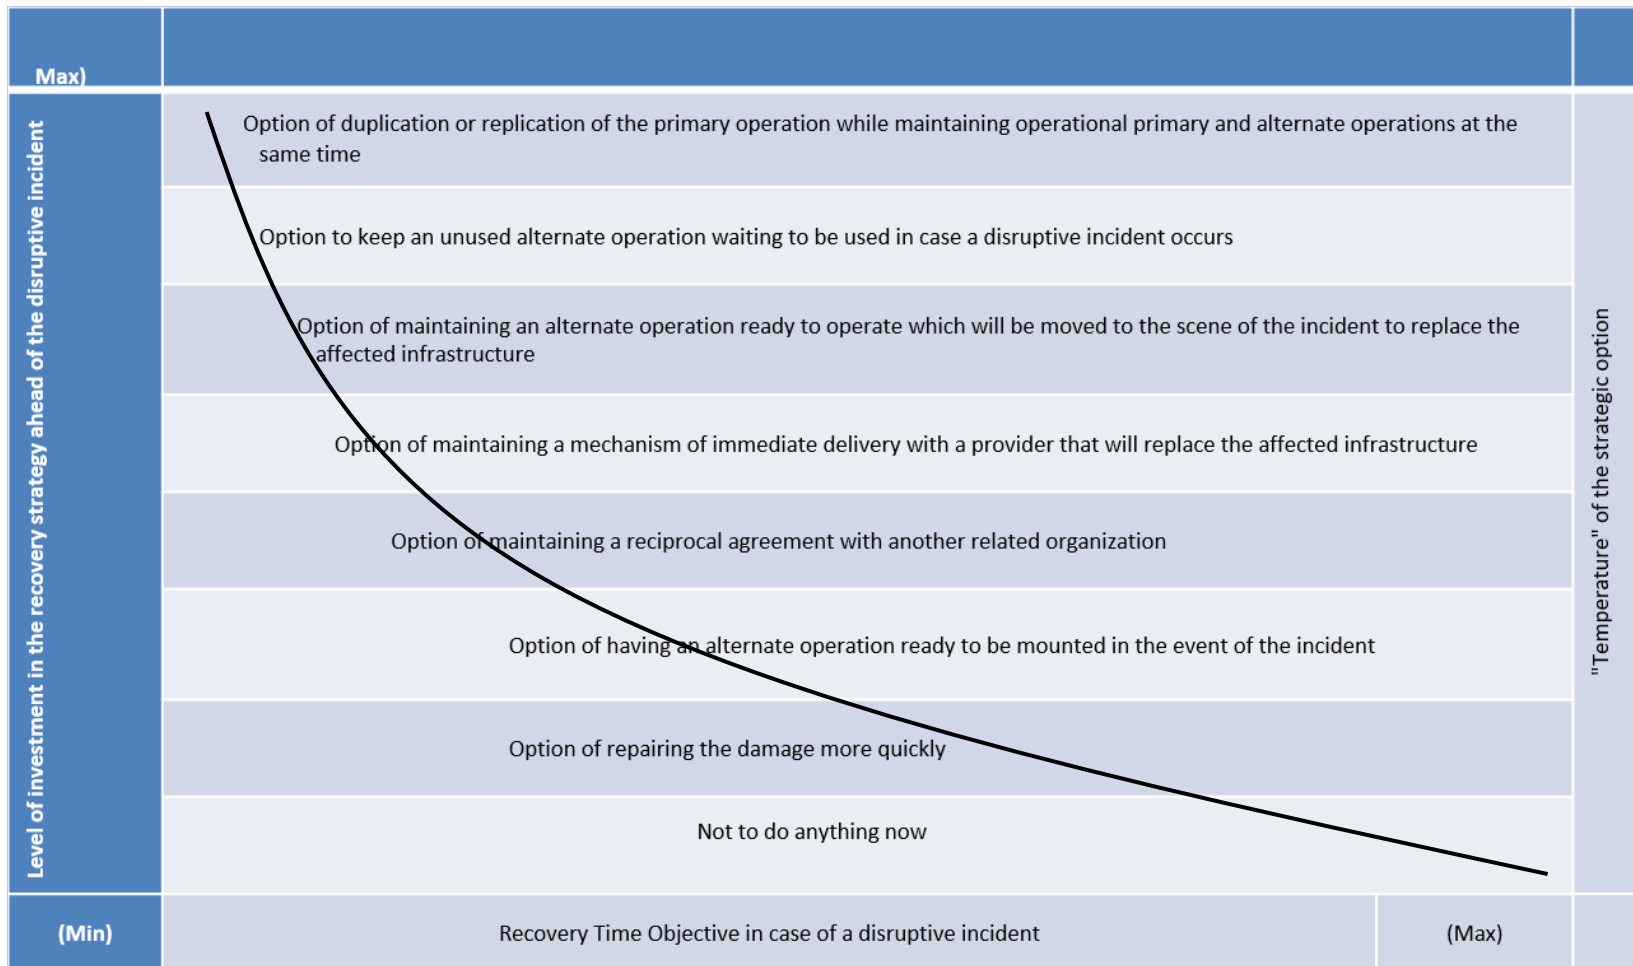 Max)
Level of investment in the recovery strategy ahead of the disruptive incident
Option of duplication or replication of the primary operation while maintaining operational primary and alternate operations at the
same time
Option to keep an unused alternate operation waiting to be used in case a disruptive incident occurs
Option of maintaining an alternate operation ready to operate which will be moved to the scene of the incident to replace the
affected infrastructure
Option of maintaining a mechanism of immediate delivery with a provider that will replace the affected infrastructure
Option of maintaining a reciprocal agreement with another related organization
Option of having an alternate operation ready to be mounted in the event of the incident
Option of repairing the damage more quickly
Not to do anything now
"Temperature" of the strategic option
(Min)
Recovery Time Objective in case of a disruptive incident
(Max)